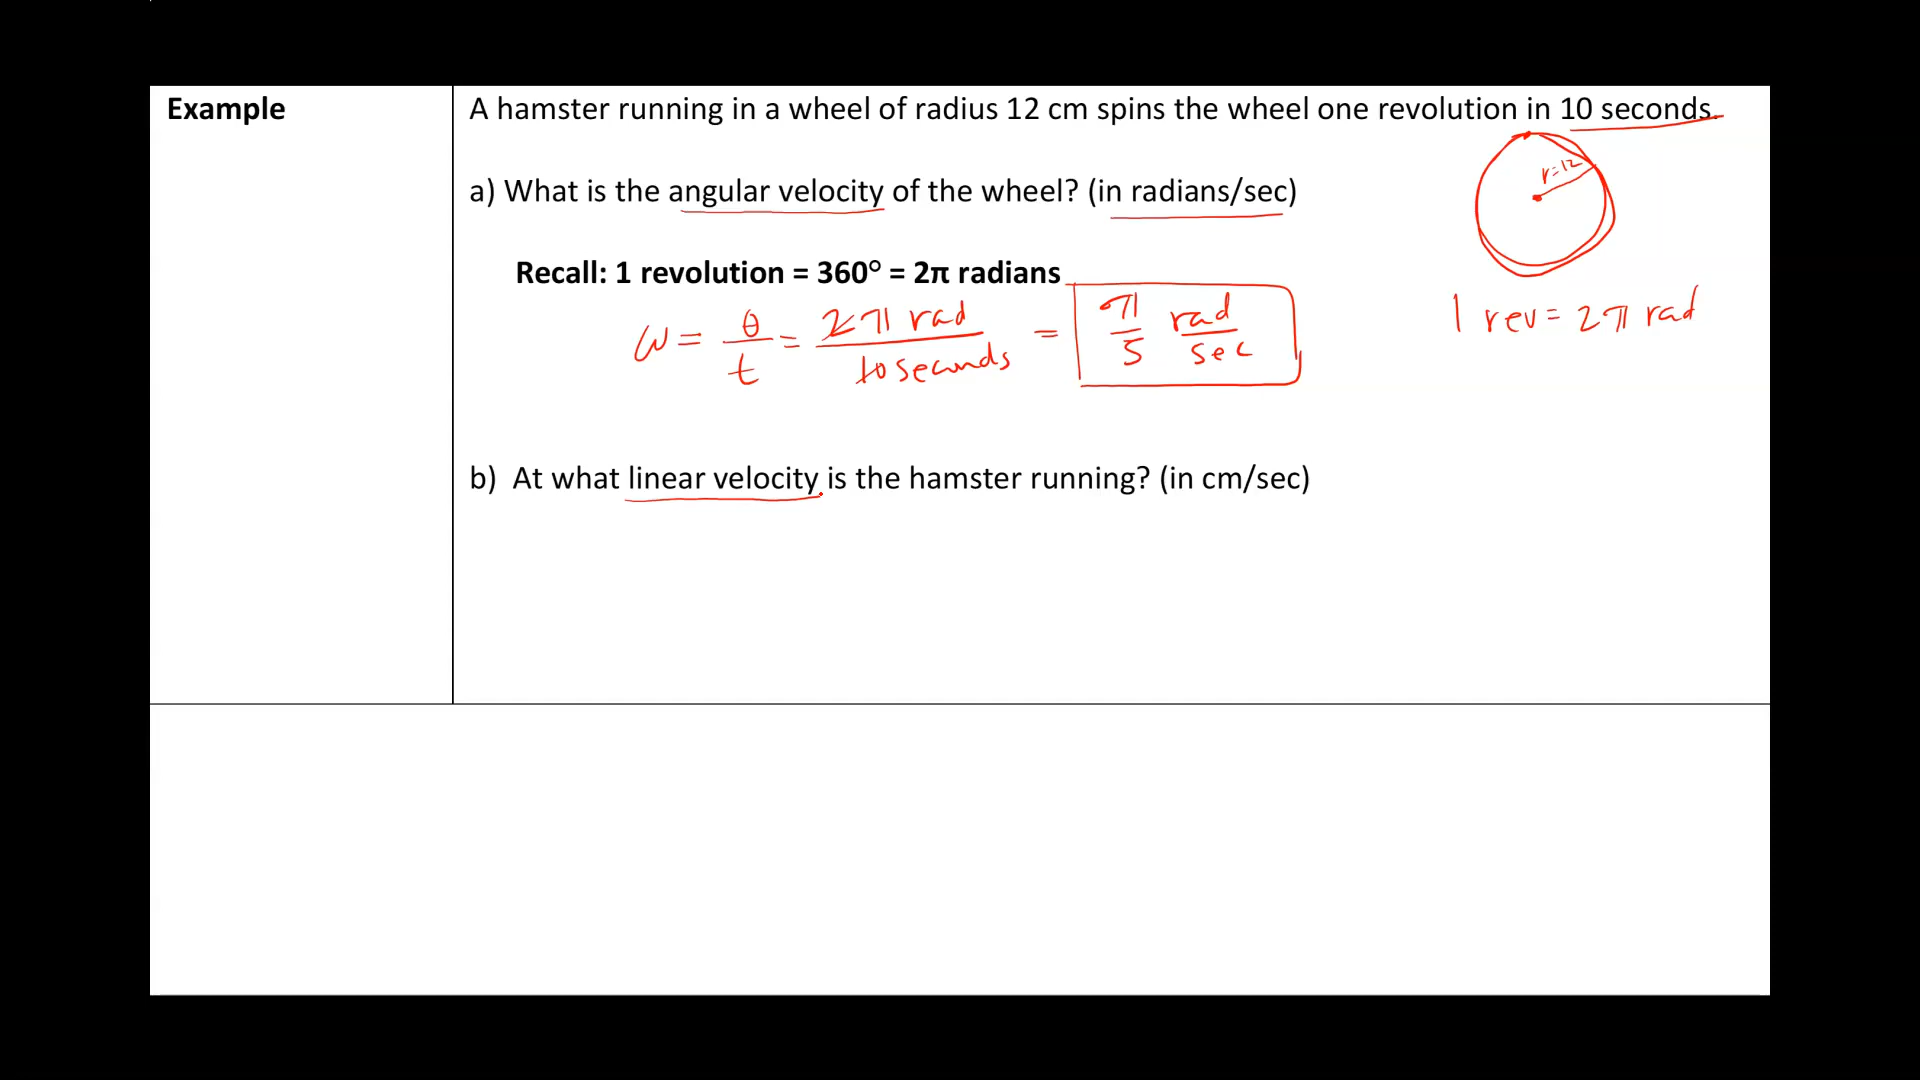 Example
A hamster running in a wheel of radius 12 cm spins the wheel one revolution in 10 seconds.
r=12
a) What is the angular velocity of the wheel? (in radians/sec)
Recall: 1 revolution = 360° = 2π radians
1 rev = 2π rad
ω = θ/t = 2π rad/10 seconds = π/5 rad/sec
b) At what linear velocity is the hamster running? (in cm/sec)